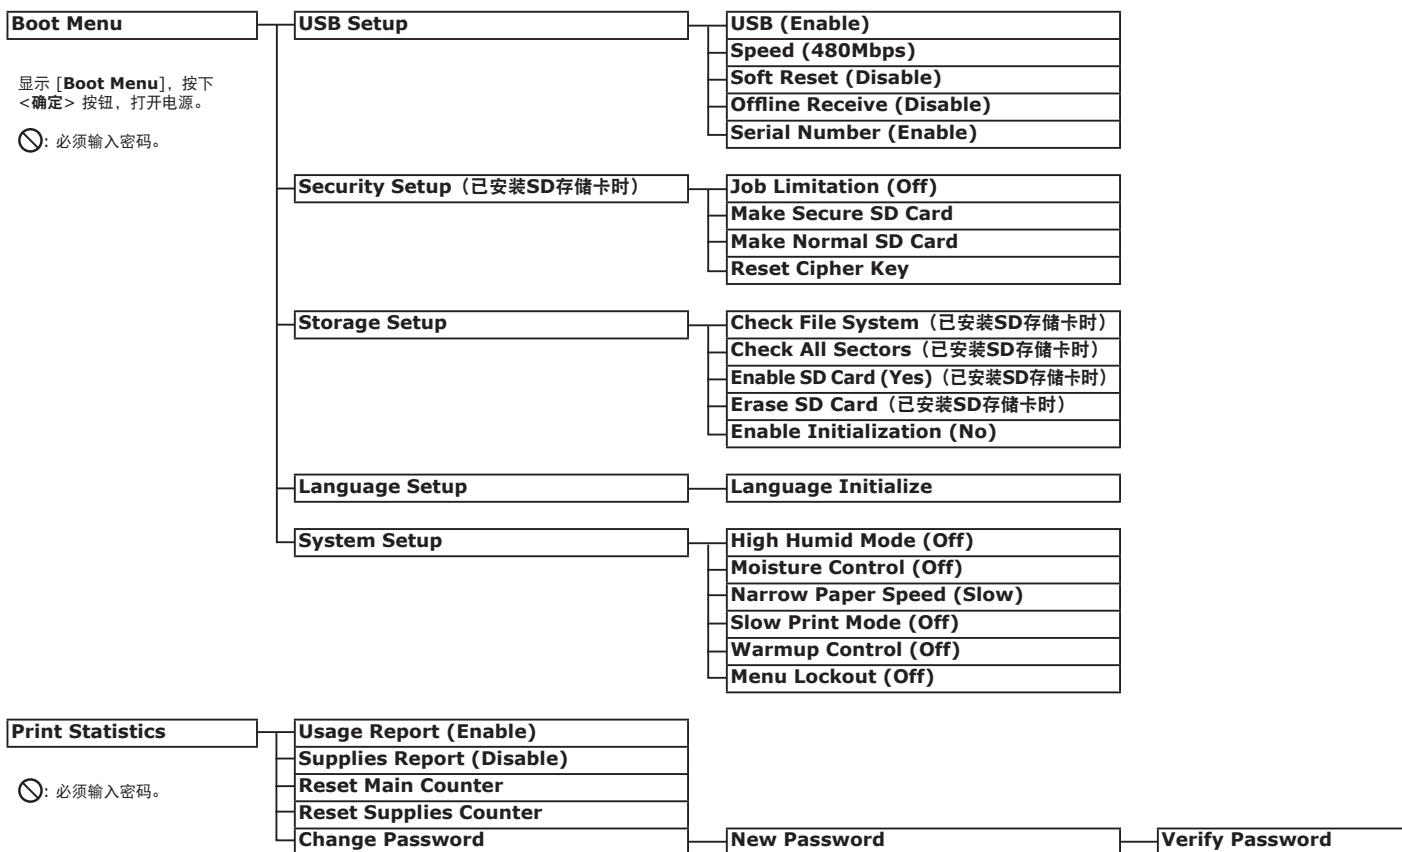 Boot Menu
显示 [Boot Menu]，按下
<确定> 按钮，打开电源。
: 必须输入密码。
USB Setup
USB (Enable)
Speed (480Mbps)
Soft Reset (Disable)
Offline Receive (Disable)
Serial Number (Enable)
Security Setup（已安装SD存储卡时）
Job Limitation (Off)
Make Secure SD Card
Make Normal SD Card
Reset Cipher Key
Storage Setup
Check File System（已安装SD存储卡时）
Check All Sectors（已安装SD存储卡时）
Enable SD Card (Yes)（已安装SD存储卡时）
Erase SD Card（已安装SD存储卡时）
Enable Initialization (No)
Language Setup
Language Initialize
System Setup
High Humid Mode (Off)
Moisture Control (Off)
Narrow Paper Speed (Slow)
Slow Print Mode (Off)
Warmup Control (Off)
Menu Lockout (Off)
Print Statistics
: 必须输入密码。
Usage Report (Enable)
Supplies Report (Disable)
Reset Main Counter
Reset Supplies Counter
Change Password
New Password
Verify Password